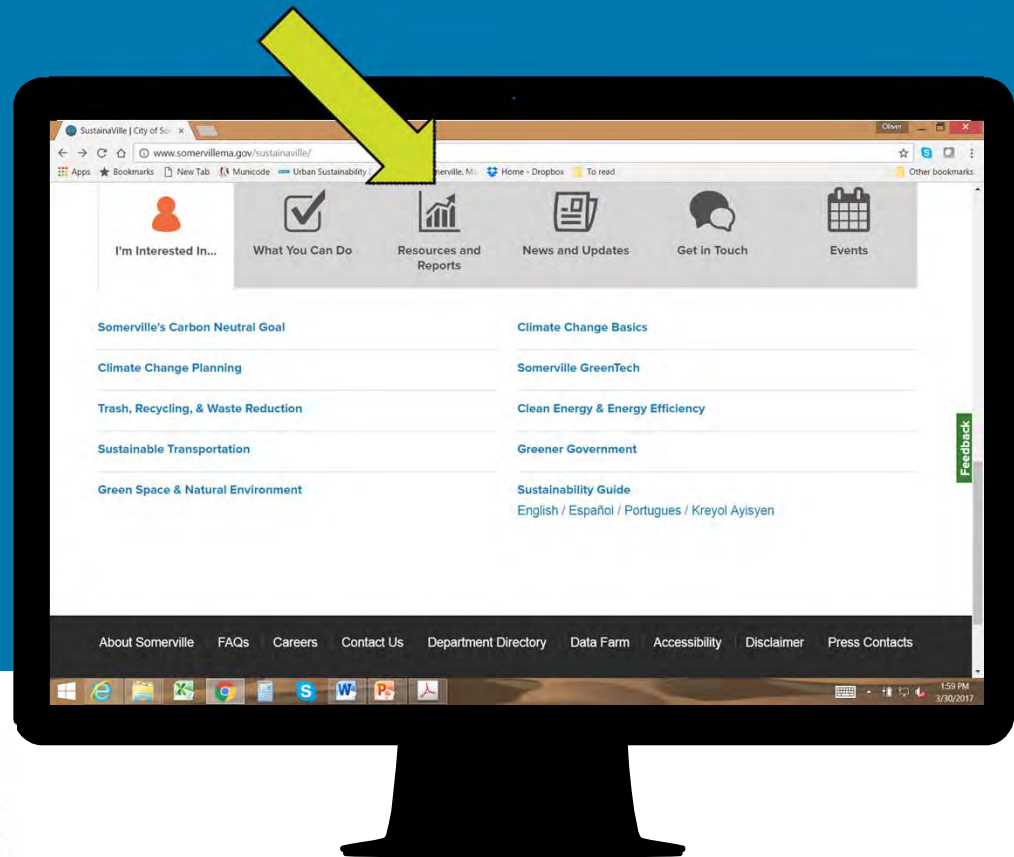 SustainaVille | City of So
Oliver
www.somervillema.gov/sustainaville/
Apps Bookmarks New Tab Municode Urban Sustainability Home - Dropbox To read Other bookmarks
I'm Interested In...
What You Can Do
Resources and
Reports
News and Updates
Get in Touch
Events
Somerville's Carbon Neutral Goal
Climate Change Basics
Climate Change Planning
Somerville GreenTech
Trash, Recycling, & Waste Reduction
Clean Energy & Energy Efficiency
Sustainable Transportation
Greener Government
Green Space & Natural Environment
Sustainability Guide
English / Español / Portugues / Kreyol Ayisyen
Feedback
About Somerville FAQs Careers Contact Us Department Directory Data Farm Accessibility Disclaimer Press Contacts
1:59 PM
3/30/2017